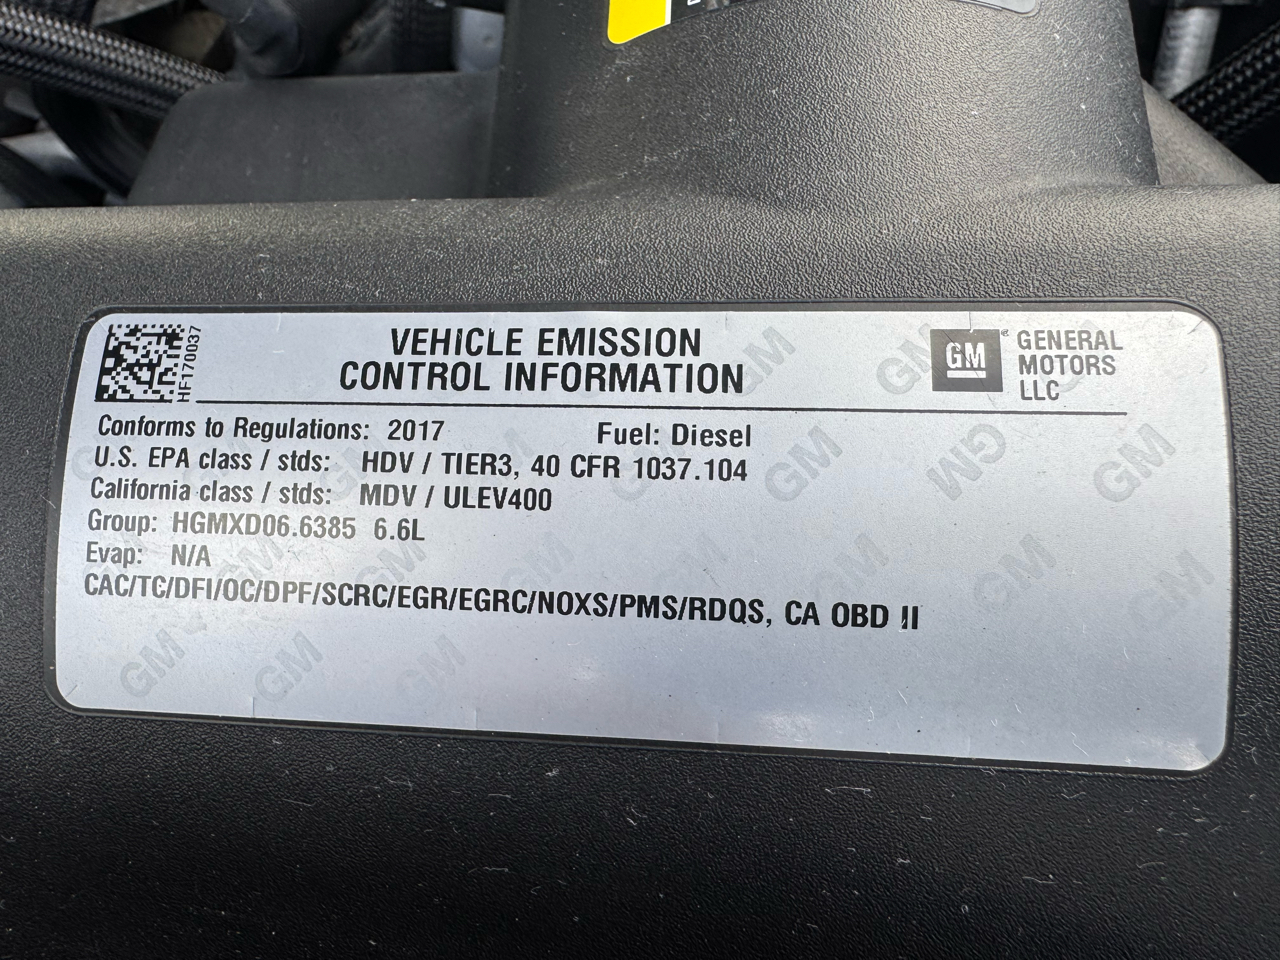 HF170037
VEHICLE EMISSION
CONTROL INFORMATION
GM
GENERAL
MOTORS
LLC
Conforms to Regulations: 2017 Fuel: Diesel
U.S. EPA class / stds: HDV / TIER3, 40 CFR 1037.104
California class / stds: MDV / ULEV400
Group: HGMXD06.6385 6.6L
Evap: N/A
CAC/TC/DFI/OC/DPF/SCRC/EGR/EGRC/NOXS/PMS/RDQS, CA OBD II